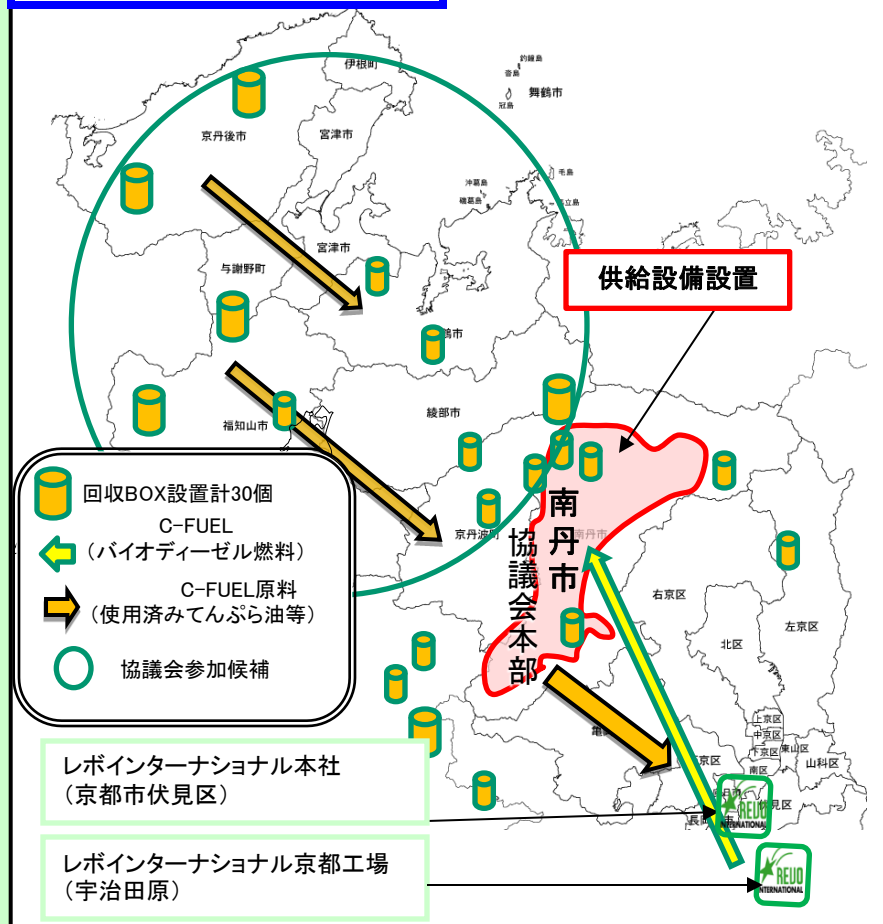 伊根町
釣鐘島
沓島
冠島
舞鶴市
京丹後市
宮津市
毛島
沖葛島
磯葛島
宮津市
与謝野町
供給設備設置
鶴市
綾部市
福知山市
回収BOX設置計30個
C-FUEL
(バイオディーゼル燃料)
C-FUEL原料
(使用済みてんぷら油等)
協議会参加候補
京丹波町
南丹市
南丹市
協議会本部
右京区
左京区
北区
上京区
中京区
下京区
東山区
山科区
南区
京区
見区
レボインターナショナル本社
(京都市伏見区)
REVO
INTERNATIONAL
レボインターナショナル京都工場
(宇治田原)
REVO
INTERNATIONAL